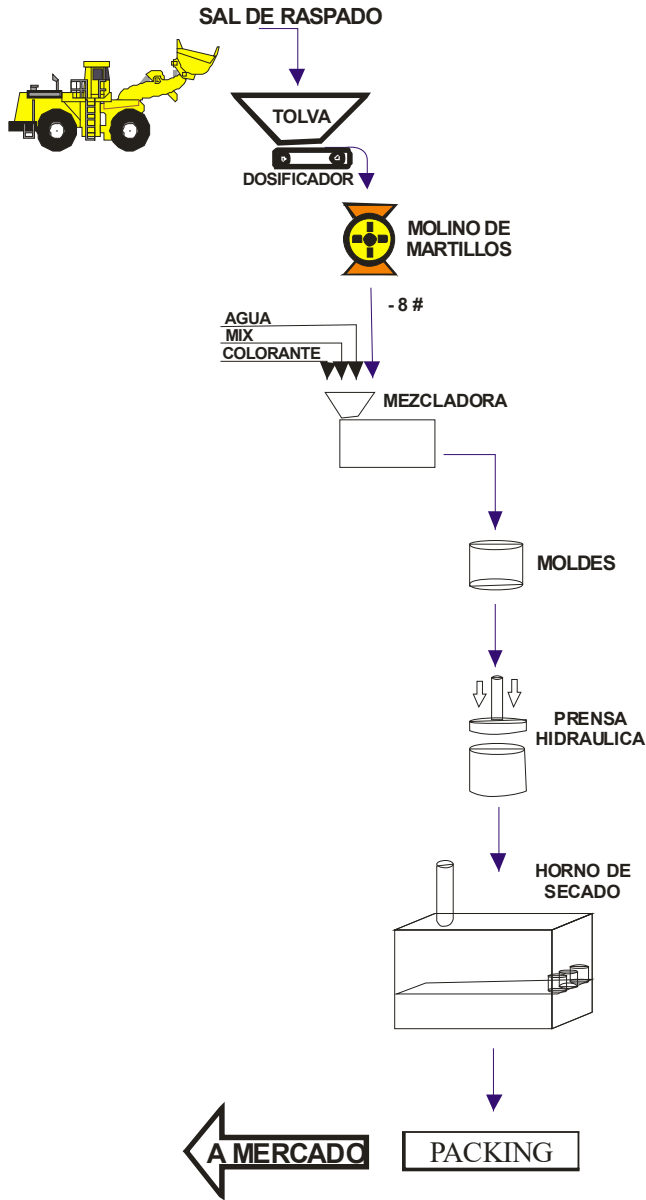 SAL DE RASPADO
TOLVA
DOSIFICADOR
MOLINO DE
MARTILLOS
- 8 #
AGUA
MIX
COLORANTE
MEZCLADORA
MOLDES
PRENSA
HIDRAULICA
HORNO DE
SECADO
A MERCADO
PACKING